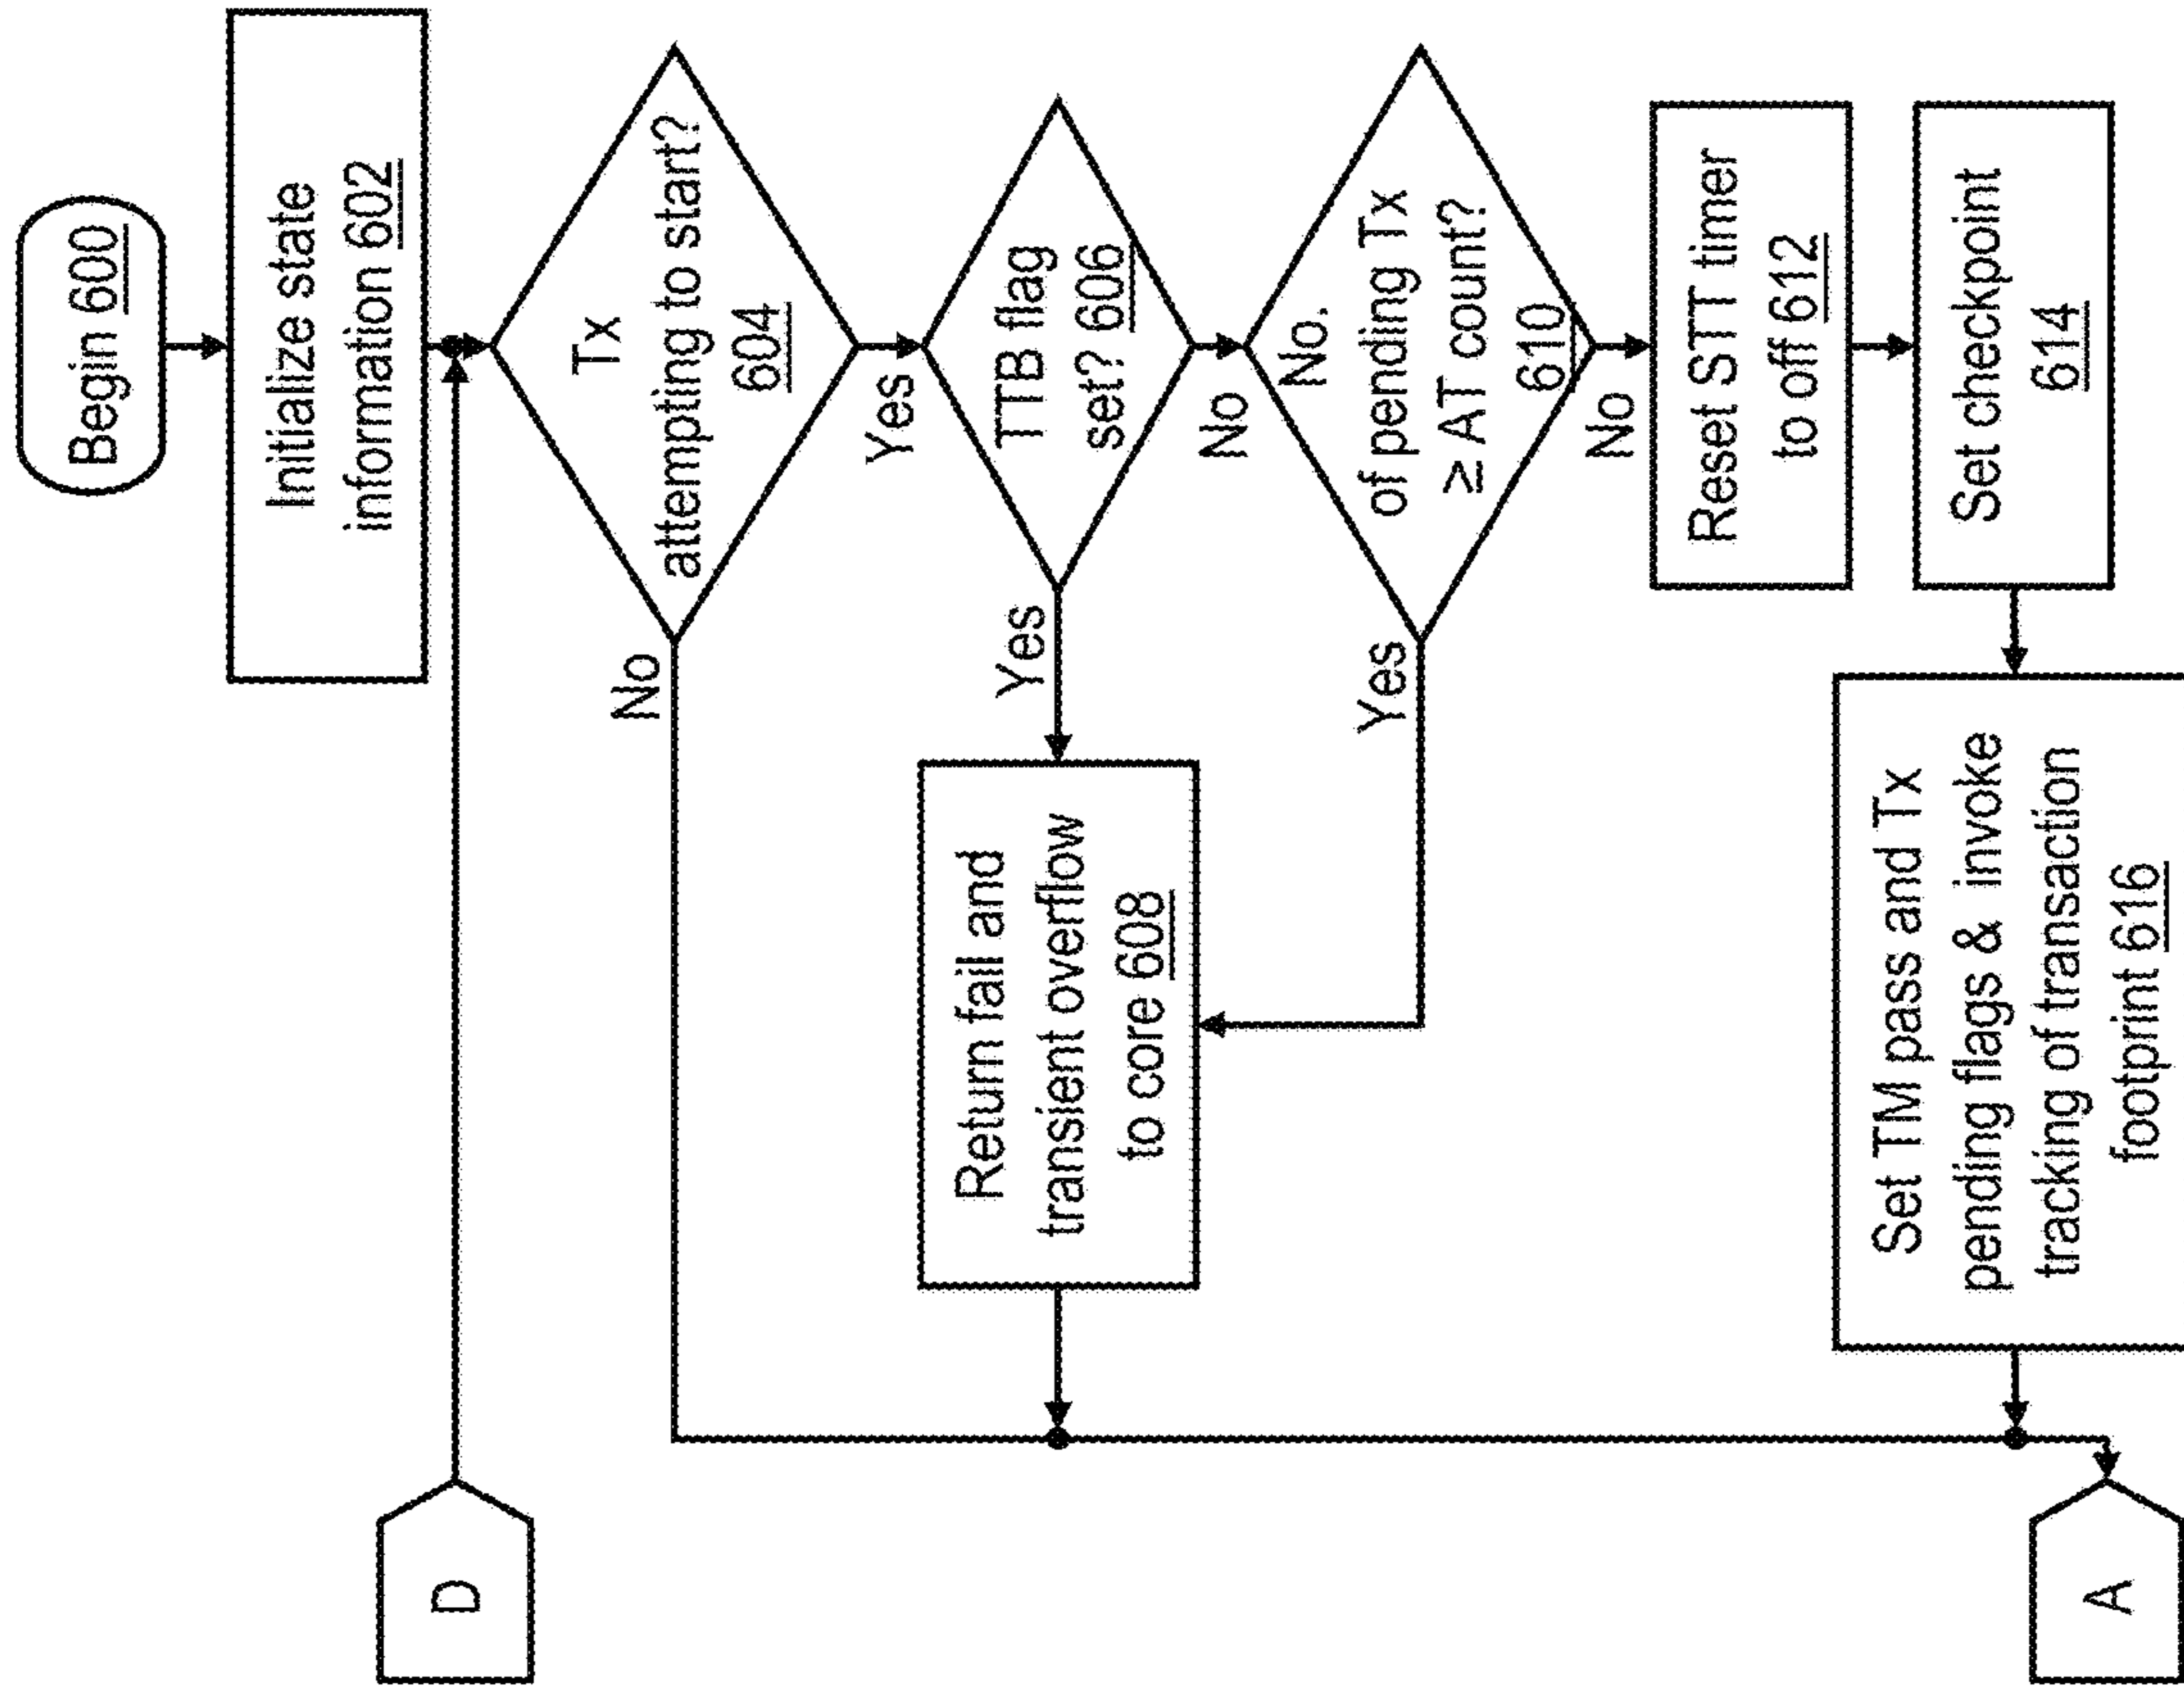 Begin 600
Initialize state
information 602
D
Tx
attempting to start?
604
No
Yes
TTB flag
set? 606
Yes
No
Return fail and
transient overflow
to core 608
No.
of pending Tx
≥ AT count?
610
Yes
No
Reset STT timer
to off 612
Set checkpoint
614
Set TM pass and Tx
pending flags & invoke
tracking of transaction
footprint 616
A